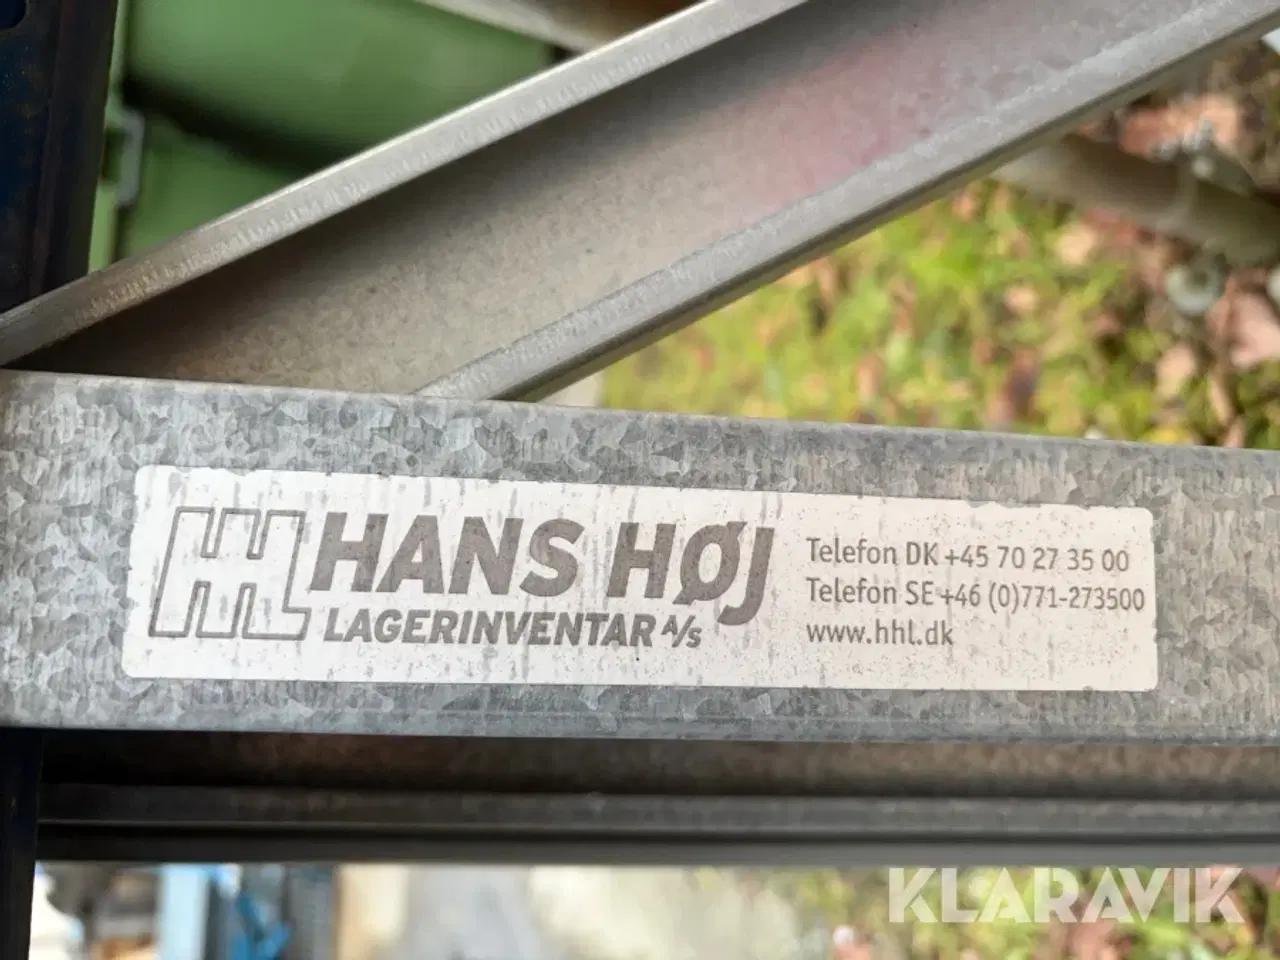 HHL HANS HØJ
LAGERINVENTAR A/S
Telefon DK +45 70 27 35 00
Telefon SE +46 (0)771-273500
www.hhl.dk
KLARAVIK